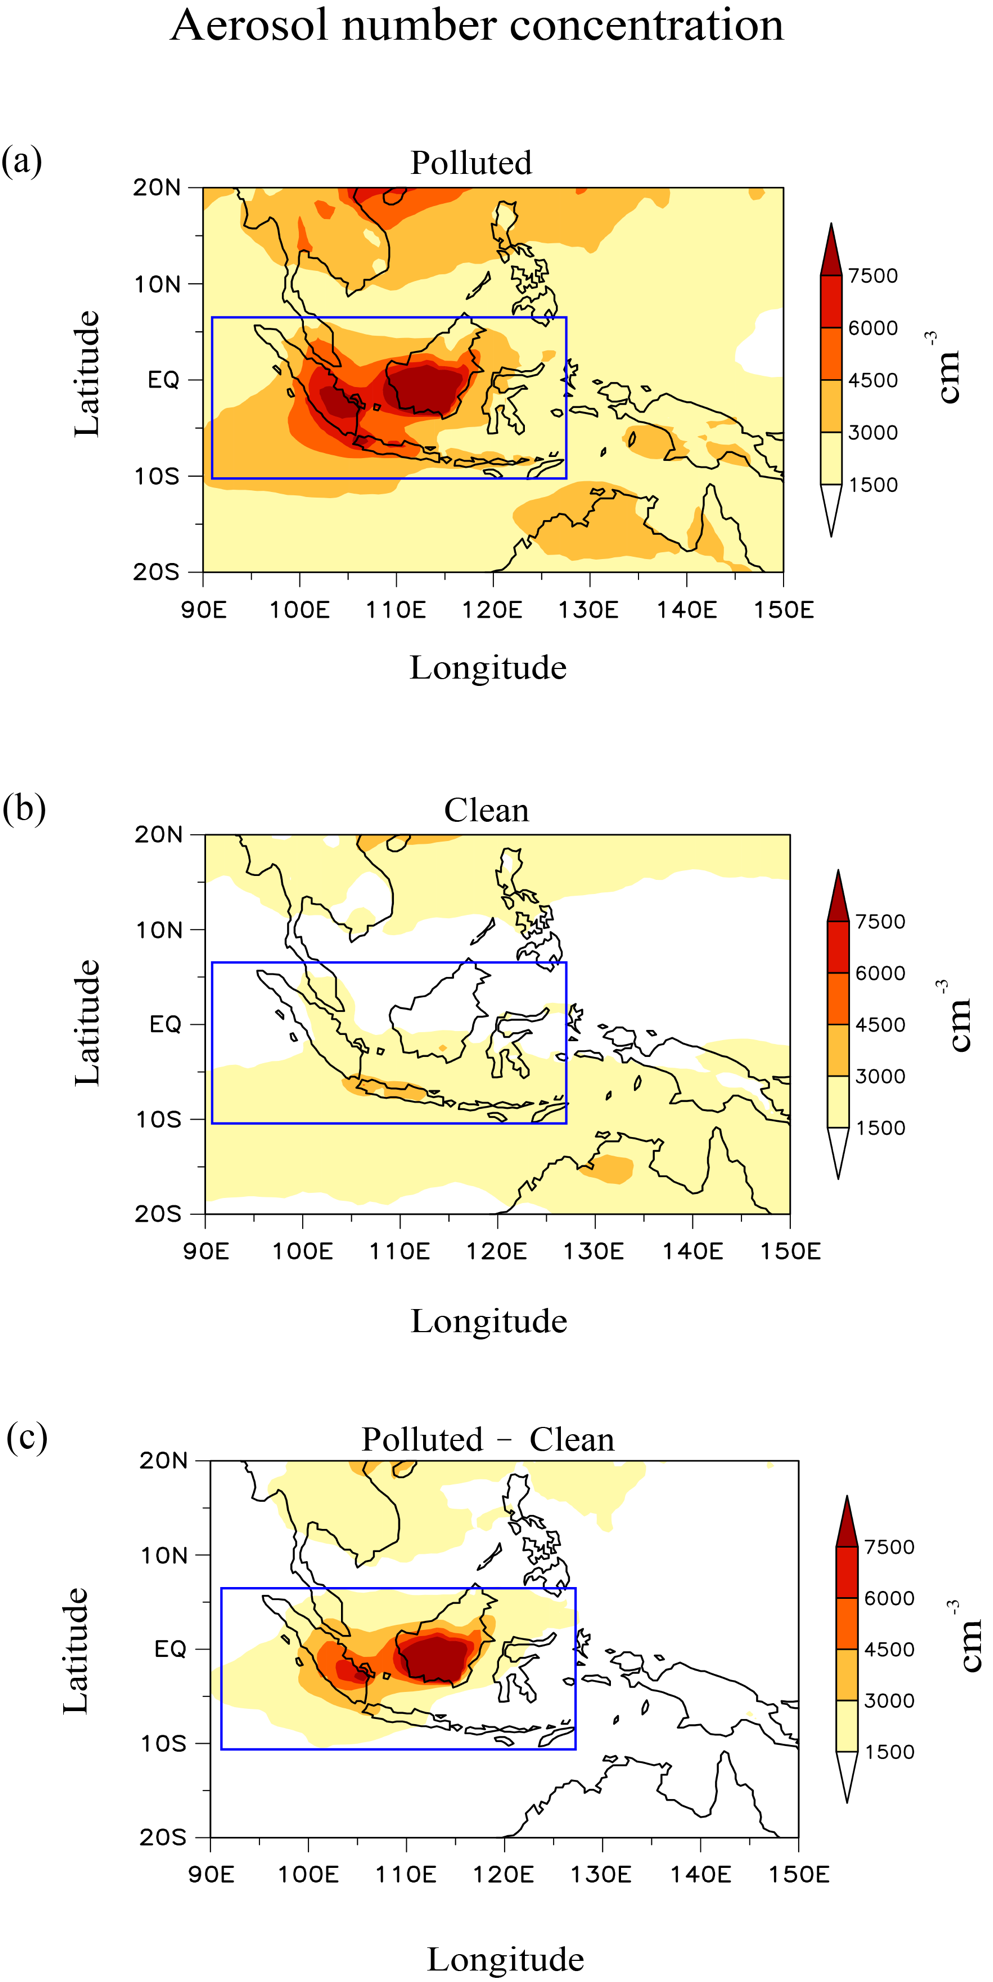 Aerosol number concentration
(a)
Polluted
20N
10N
EQ
10S
20S
Latitude
90E 100E 110E 120E 130E 140E 150E
Longitude
7500
6000
4500
3000
1500
cm-3
(b)
Clean
20N
10N
EQ
10S
20S
Latitude
90E 100E 110E 120E 130E 140E 150E
Longitude
7500
6000
4500
3000
1500
cm-3
(c)
Polluted - Clean
20N
10N
EQ
10S
20S
Latitude
90E 100E 110E 120E 130E 140E 150E
Longitude
7500
6000
4500
3000
1500
cm-3